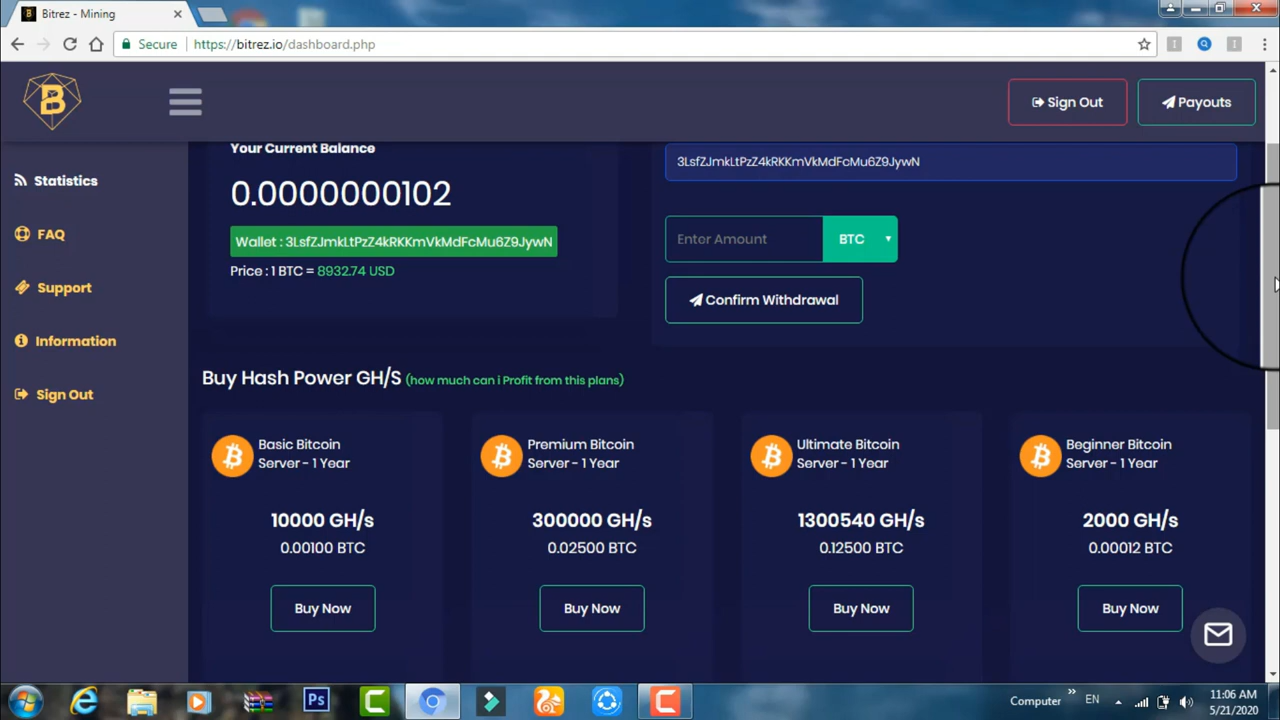 Bitrez - Mining
Secure
https://bitrez.io/dashboard.php
Sign Out
Payouts
Statistics
FAQ
Support
Information
Sign Out
Your Current Balance
0.0000000102
Wallet : 3LsfZJmkLtPzZ4kRKKmVkMdFcMu6Z9JywN
Price : 1 BTC = 8932.74 USD
3LsfZJmkLtPzZ4kRKKmVkMdFcMu6Z9JywN
Enter Amount
BTC
Confirm Withdrawal
Buy Hash Power GH/S (how much can i Profit from this plans)
Basic Bitcoin
Server - 1 Year
10000 GH/s
0.00100 BTC
Buy Now
Premium Bitcoin
Server - 1 Year
300000 GH/s
0.02500 BTC
Buy Now
Ultimate Bitcoin
Server - 1 Year
1300540 GH/s
0.12500 BTC
Buy Now
Beginner Bitcoin
Server - 1 Year
2000 GH/s
0.00012 BTC
Buy Now
Ps
Computer
EN
11:06 AM
5/21/2020